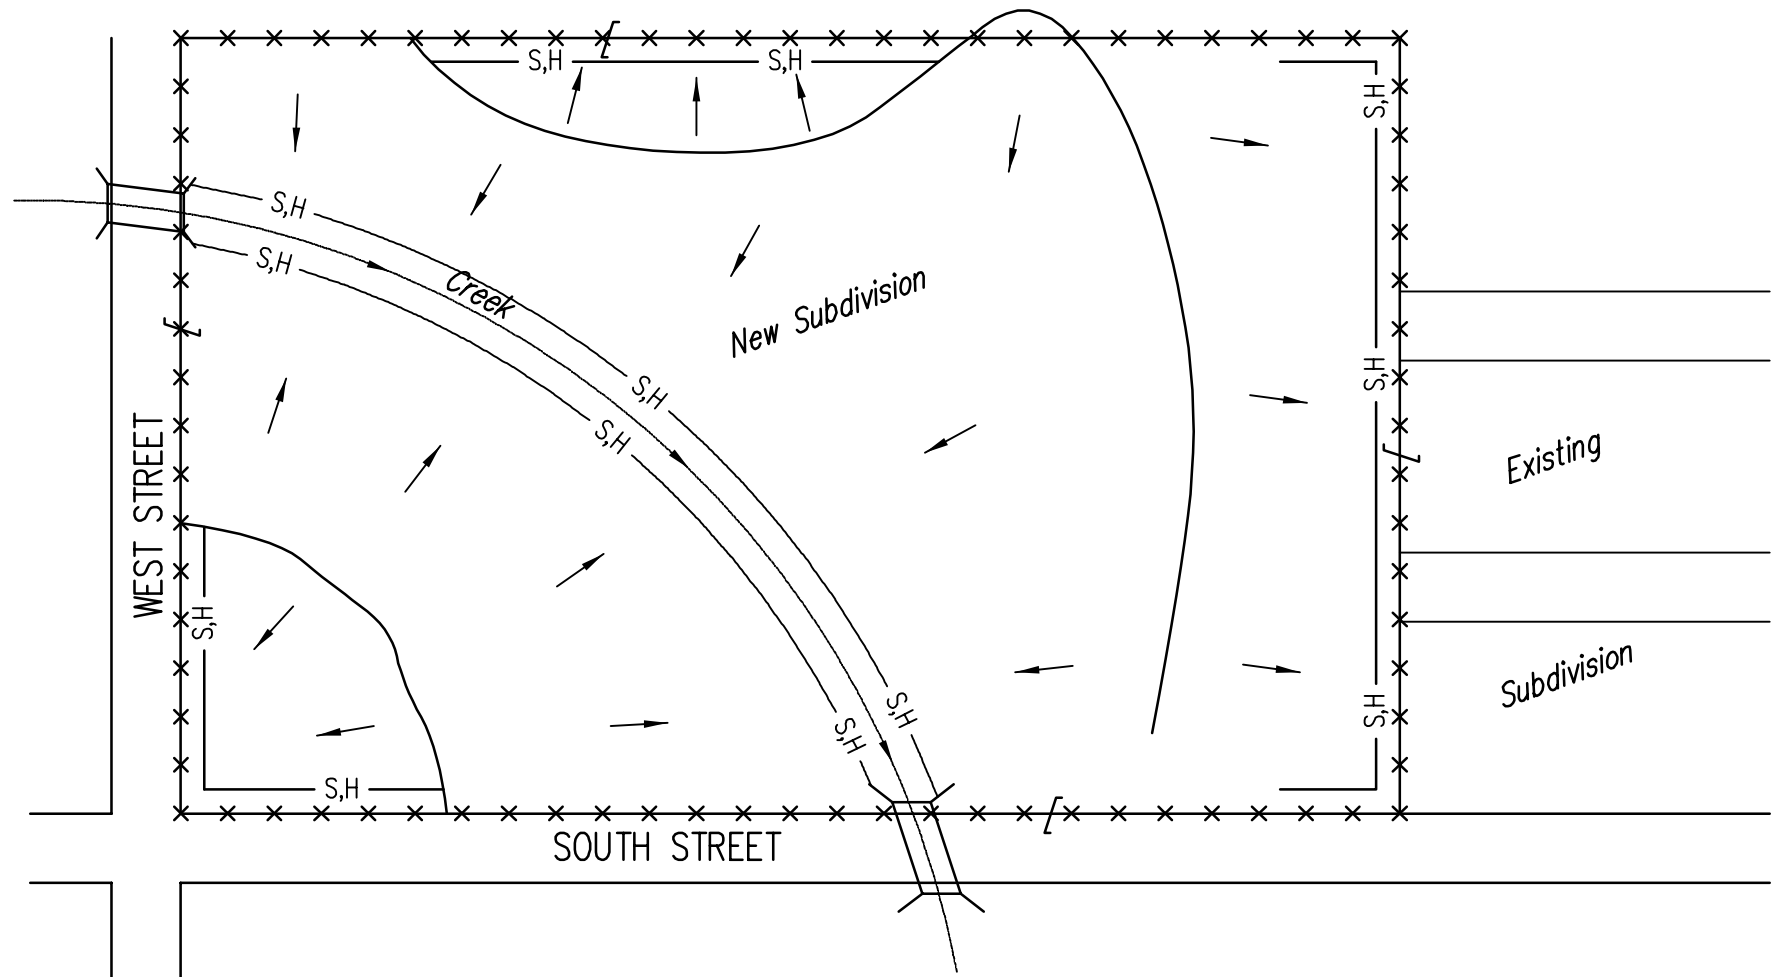 S,H
S,H
S,H
S,H
S,H
Creek
New Subdivision
S,H
S,H
S,H
WEST STREET
Existing
S,H
S,H
Subdivision
S,H
S,H
S,H
SOUTH STREET